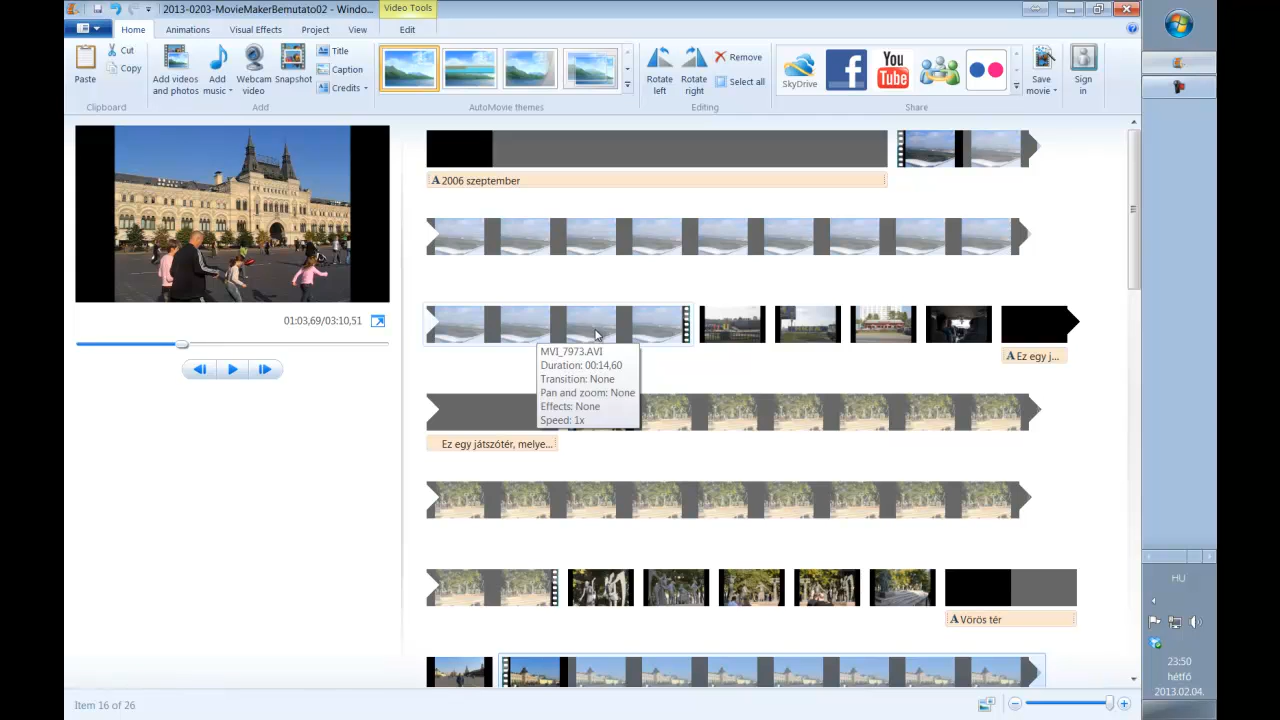 2013-0203-MovieMakerBemutato02 - Windo...
Video Tools
Home
Animations
Visual Effects
Project
View
Edit
Paste
Cut
Copy
Clipboard
Add videos
and photos
Add
music
Webcam
video
Snapshot
Title
Caption
Credits
Add
AutoMovie themes
Rotate
left
Rotate
right
Remove
Select all
Editing
SkyDrive
f
You
Tube
Share
Save
movie
Sign
in
2006 szeptember
01:03,69/03:10,51
MVI_7973.AVI
Duration: 00:14,60
Transition: None
Pan and zoom: None
Effects: None
Speed: 1x
Ez egy j...
Ez egy játszótér, melye...
Vörös tér
Item 16 of 26
HU
23:50
hétfő
2013.02.04.